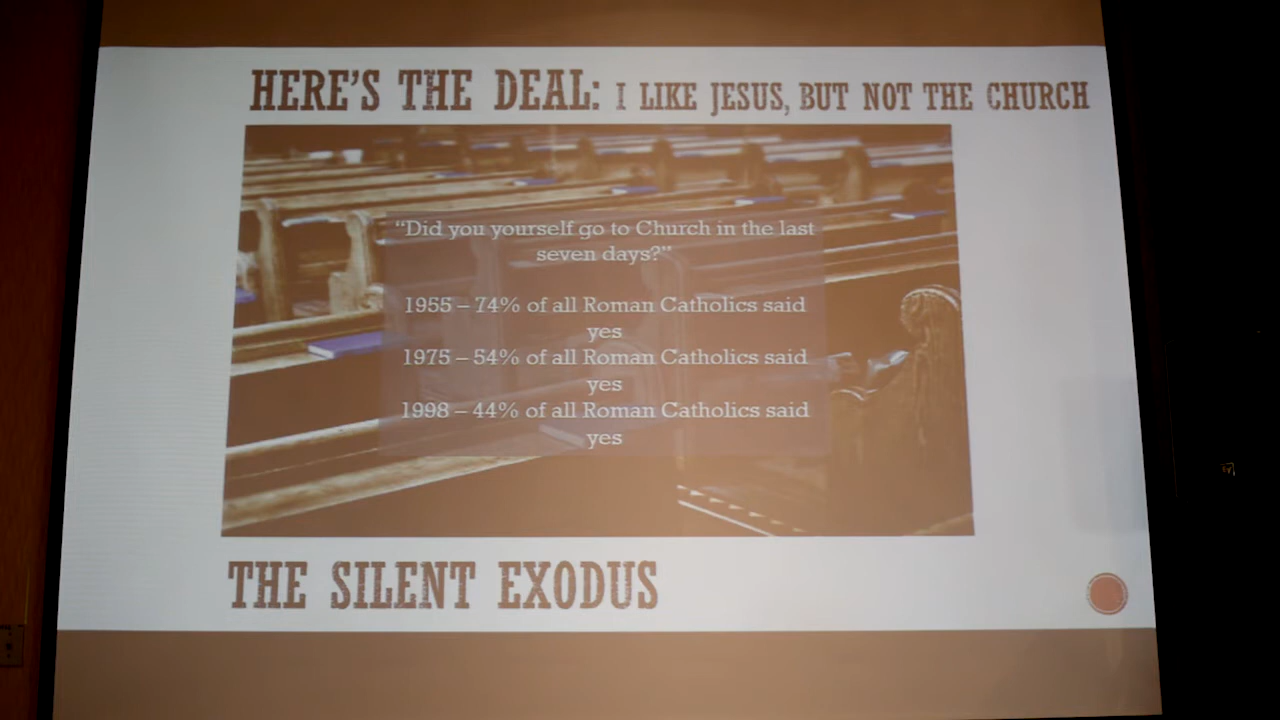 HERE'S THE DEAL: I LIKE JESUS, BUT NOT THE CHURCH
“Did you yourself go to Church in the last
seven days?”
1955 – 74% of all Roman Catholics said
yes
1975 – 54% of all Roman Catholics said
yes
1998 – 44% of all Roman Catholics said
yes
THE SILENT EXODUS